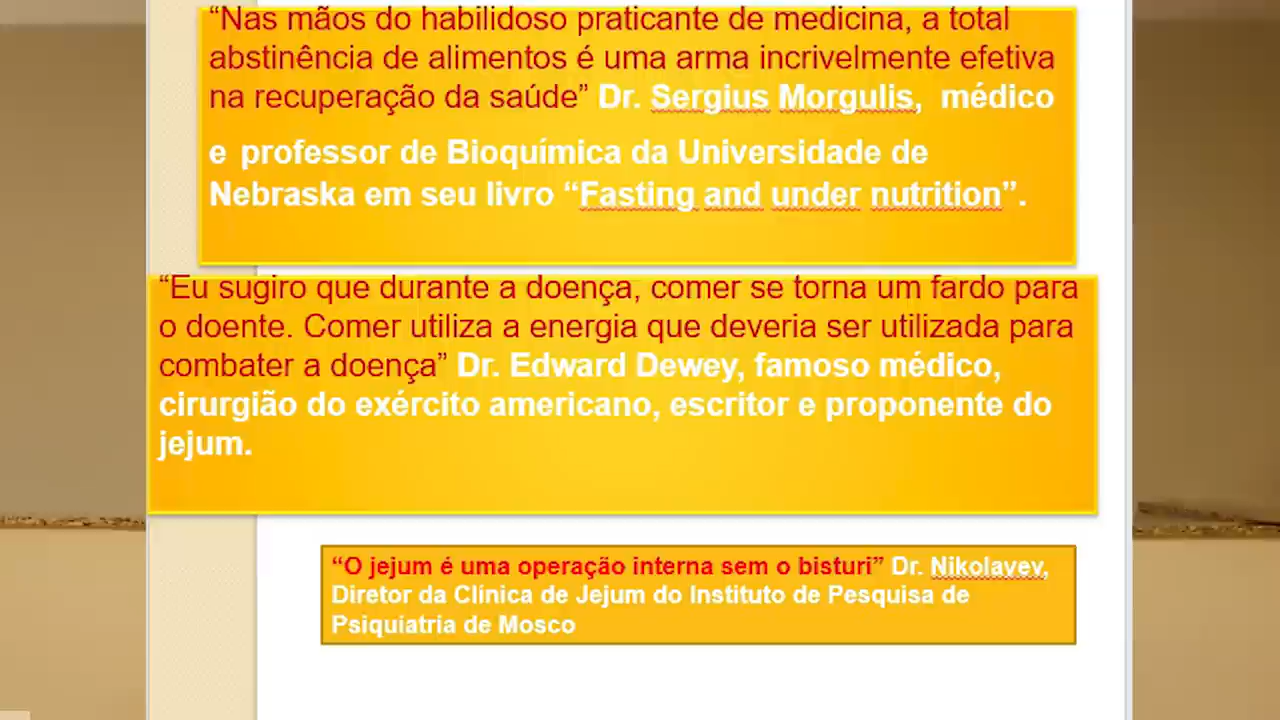 “Nas mãos do habilidoso praticante de medicina, a total
abstinência de alimentos é uma arma incrivelmente efetiva
na recuperação da saúde” Dr. Sergius Morgulis, médico
e professor de Bioquímica da Universidade de
Nebraska em seu livro “Fasting and under nutrition”.
“Eu sugiro que durante a doença, comer se torna um fardo para
o doente. Comer utiliza a energia que deveria ser utilizada para
combater a doença” Dr. Edward Dewey, famoso médico,
cirurgião do exército americano, escritor e proponente do
jejum.
“O jejum é uma operação interna sem o bisturi” Dr. Nikolavev,
Diretor da Clínica de Jejum do Instituto de Pesquisa de
Psiquiatria de Mosco